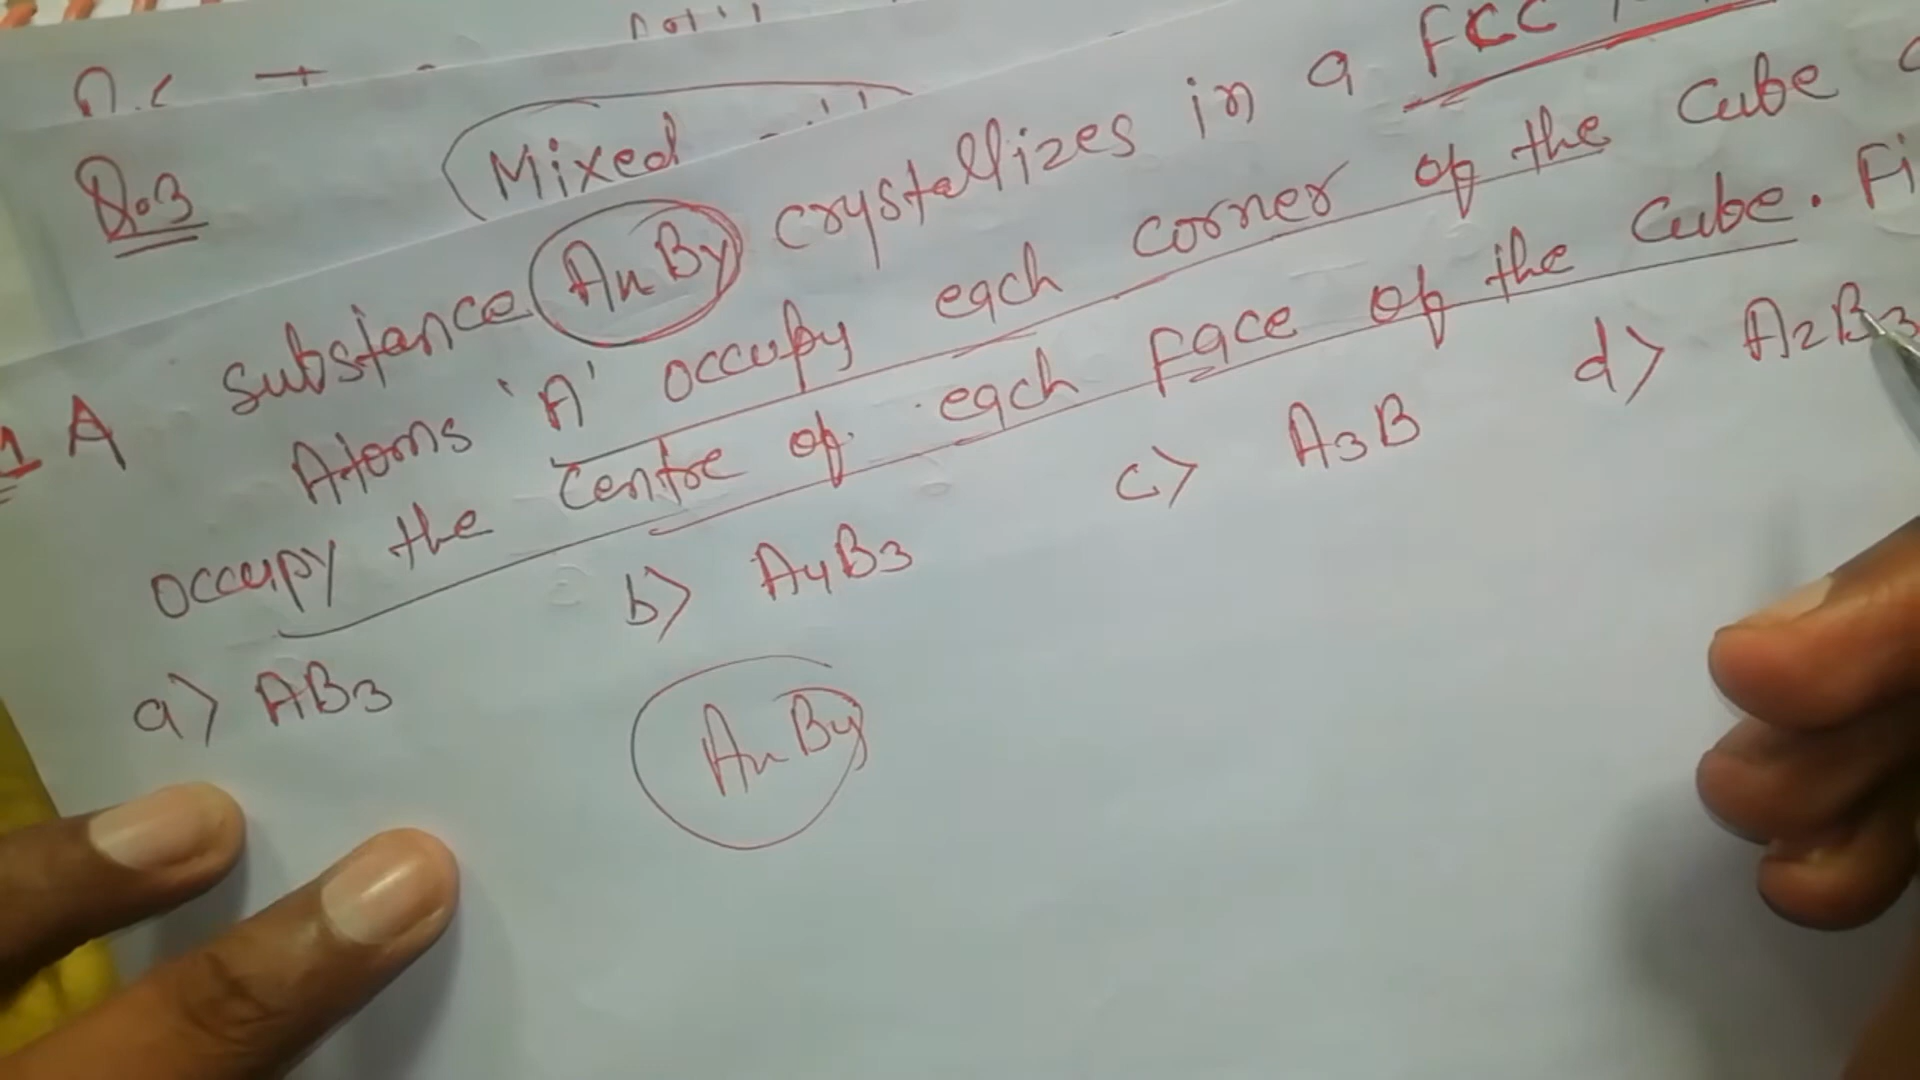 Q.3
Mixed
A substance AxBy crystallizes in a FCC
Atoms 'A' occupy each corner of the cube
occupy the centre of each face of the cube. Fi
a) AB3 b) A4B3 c) A3B d) A2B3
AxBy